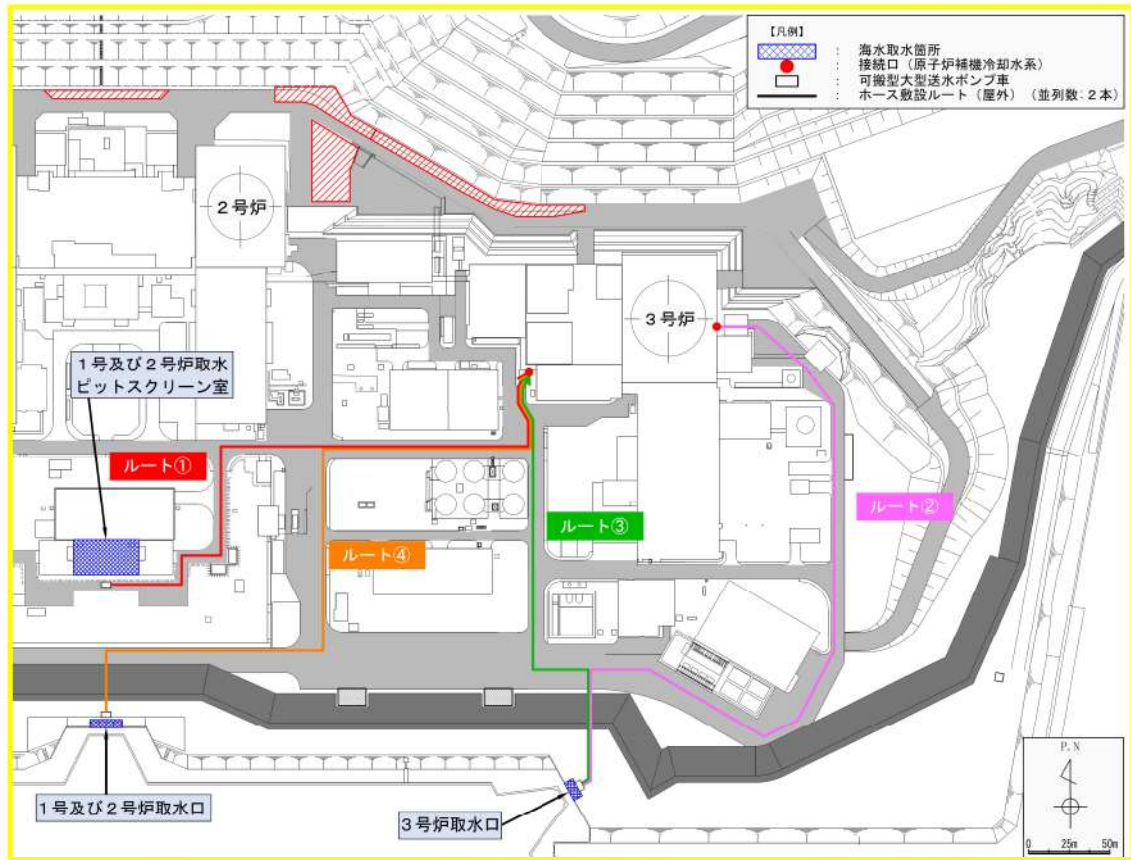 【凡例】
： 海水取水箇所
： 接続口（原子炉補機冷却水系）
： 可搬型大型送水ポンプ車
： ホース敷設ルート（屋外）（並列数：２本）
２号炉
３号炉
１号及び２号炉取水
ピットスクリーン室
ルート①
ルート②
ルート③
ルート④
１号及び２号炉取水口
３号炉取水口
P.N
0 25m 50m